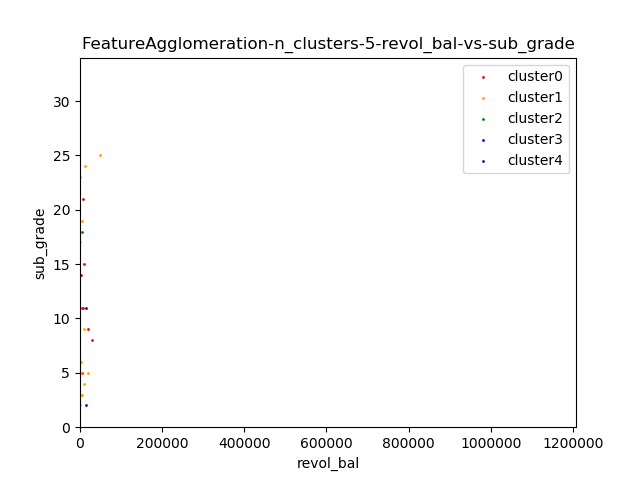 FeatureAgglomeration-n_clusters-5-revol_bal-vs-sub_grade
cluster0
cluster1
cluster2
cluster3
cluster4
30
25
20
15
10
5
0
sub_grade
0 200000 400000 600000 800000 1000000 1200000
revol_bal